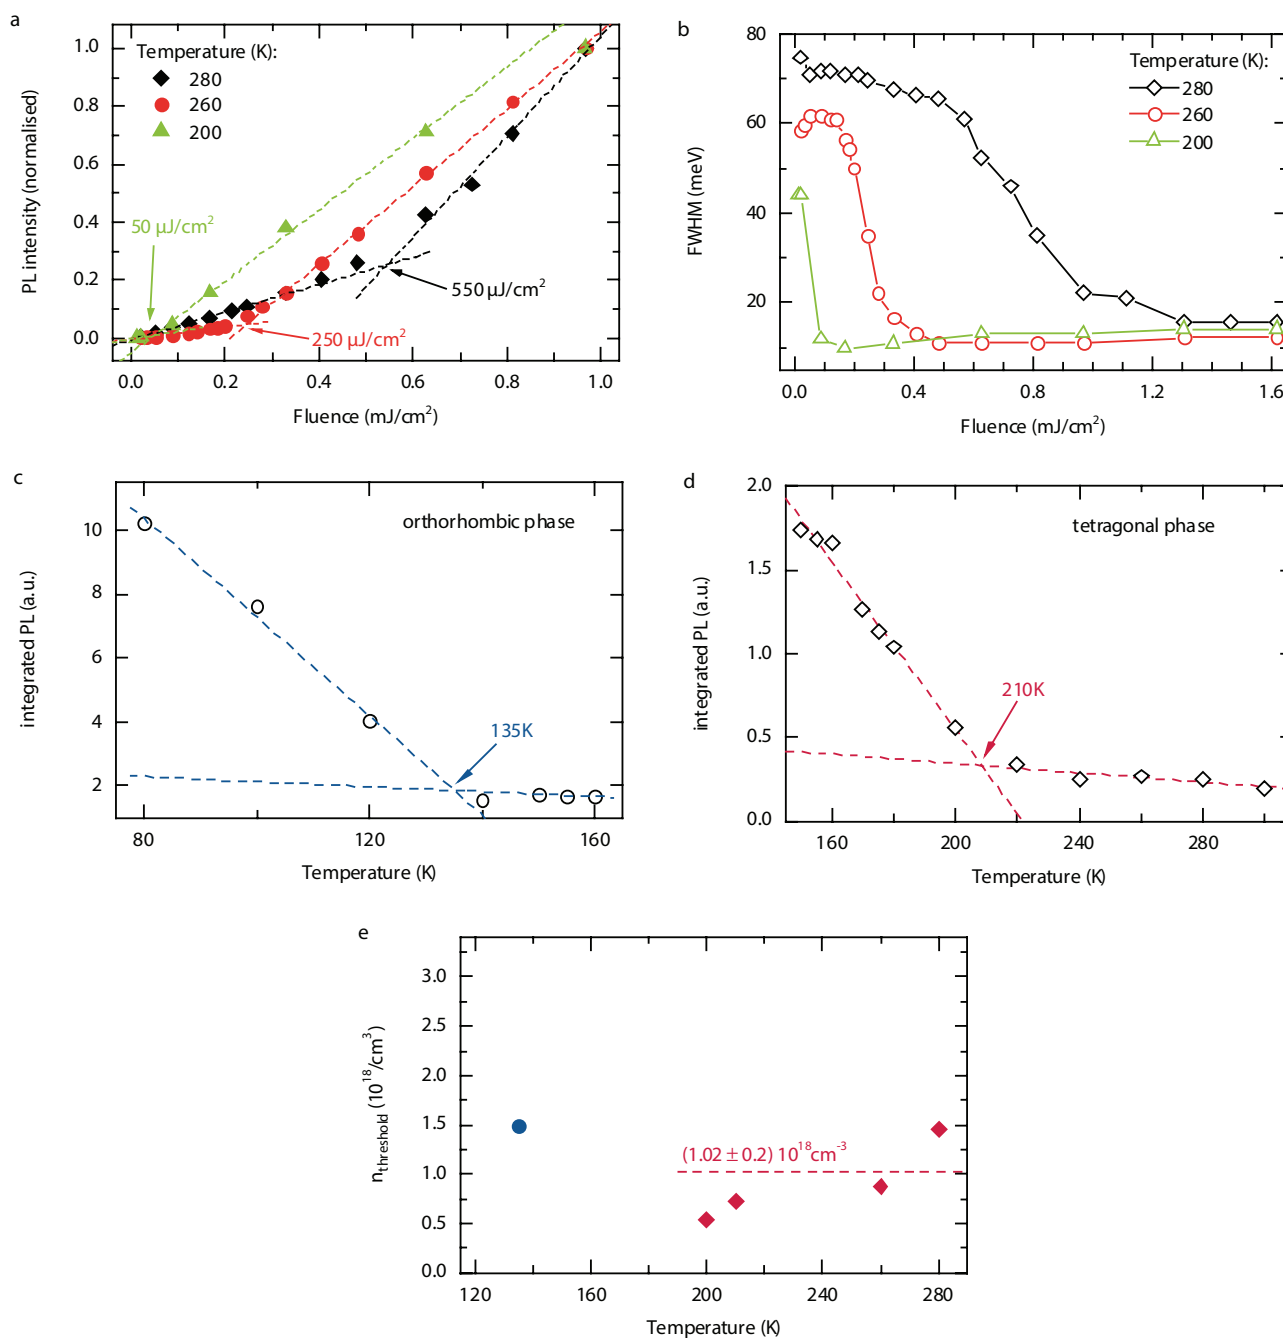 a
Temperature (K):
280
260
200
PL intensity (normalised)
1.0
0.8
0.6
0.4
0.2
0.0
50 µJ/cm²
550 µJ/cm²
250 µJ/cm²
0.0 0.2 0.4 0.6 0.8 1.0
Fluence (mJ/cm²)
b
Temperature (K):
280
260
200
FWHM (meV)
80
60
40
20
0.0 0.4 0.8 1.2 1.6
Fluence (mJ/cm²)
c
orthorhombic phase
integrated PL (a.u.)
10
8
6
4
2
135K
80 120 160
Temperature (K)
d
tetragonal phase
integrated PL (a.u.)
2.0
1.5
1.0
0.5
0.0
210K
160 200 240 280
Temperature (K)
e
n_threshold (10¹⁸/cm³)
3.0
2.5
2.0
1.5
1.0
0.5
0.0
(1.02 ± 0.2) 10¹⁸cm⁻³
120 160 200 240 280
Temperature (K)